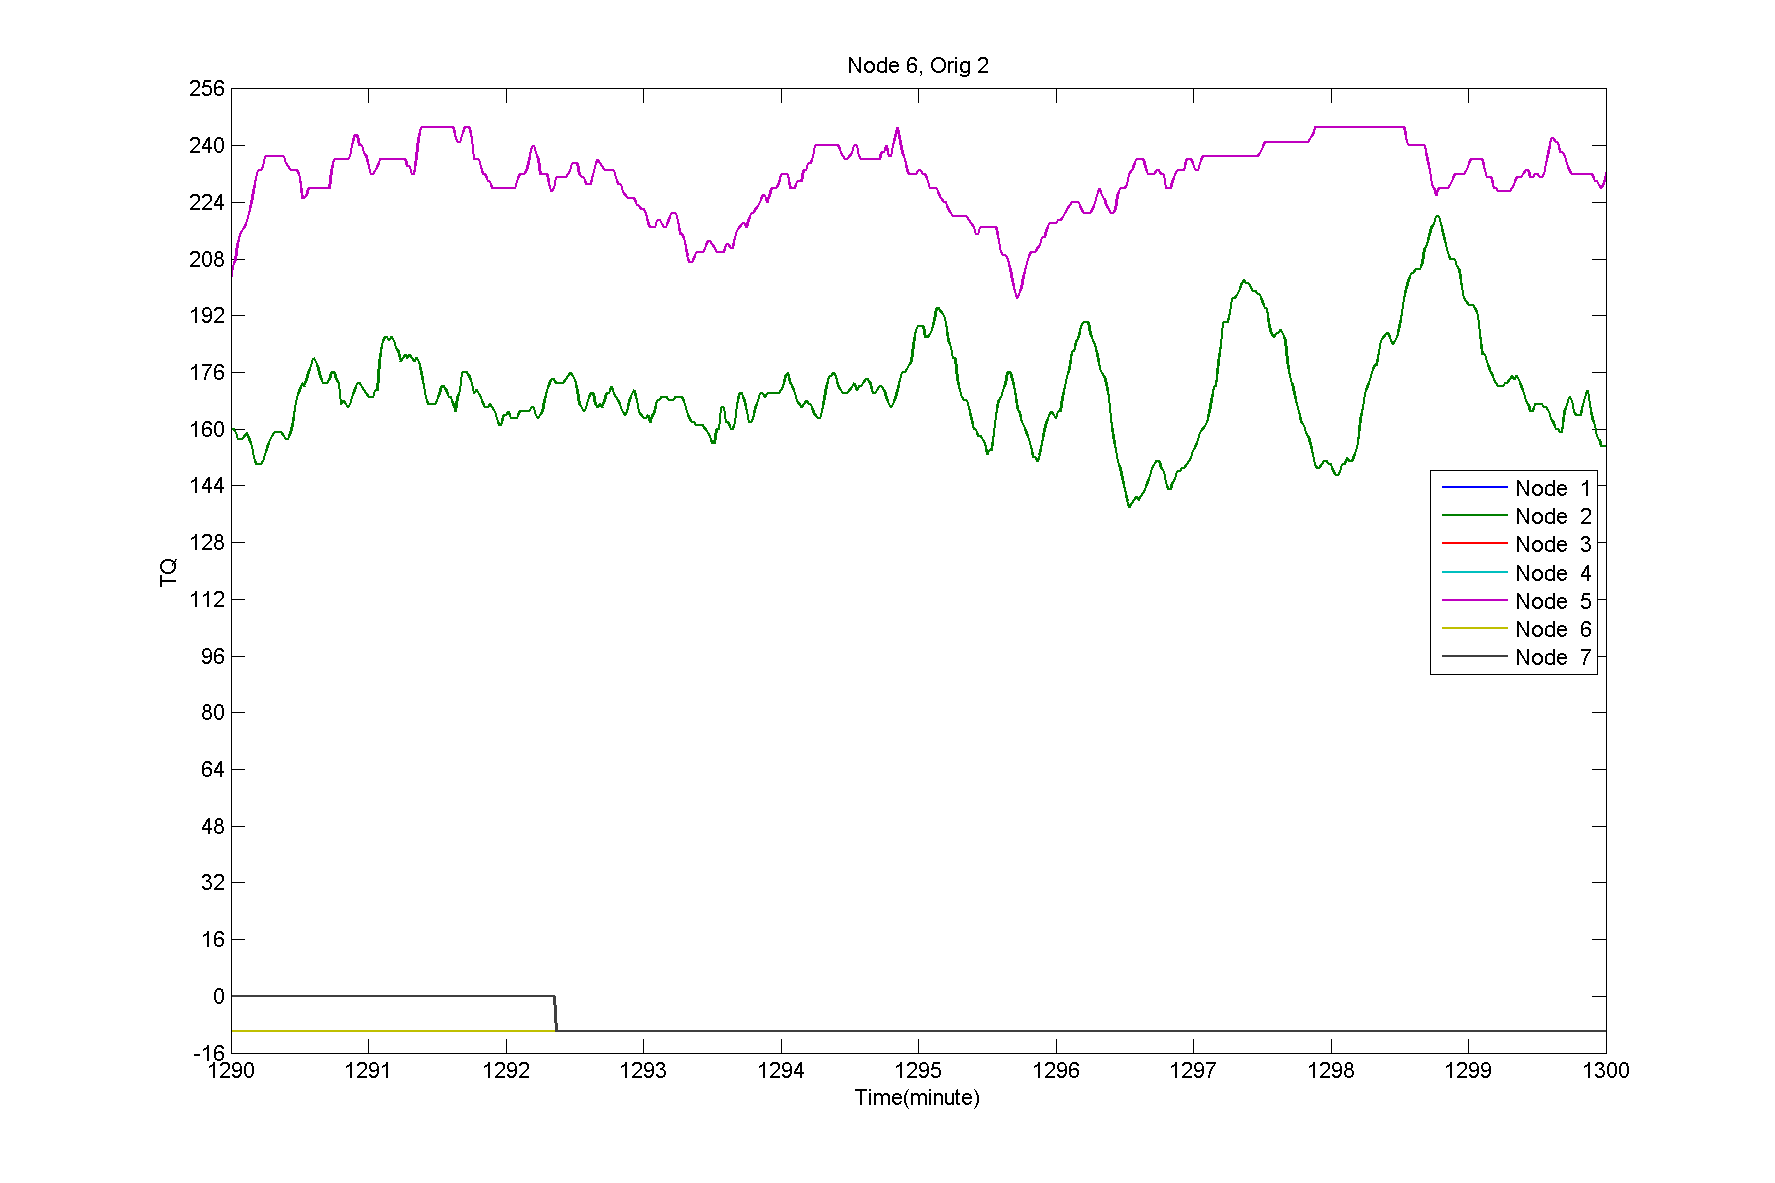 Node 6, Orig 2
256
240
224
208
192
176
160
144
128
112
96
80
64
48
32
16
0
-16
TQ
Node 1
Node 2
Node 3
Node 4
Node 5
Node 6
Node 7
1290 1291 1292 1293 1294 1295 1296 1297 1298 1299 1300
Time(minute)